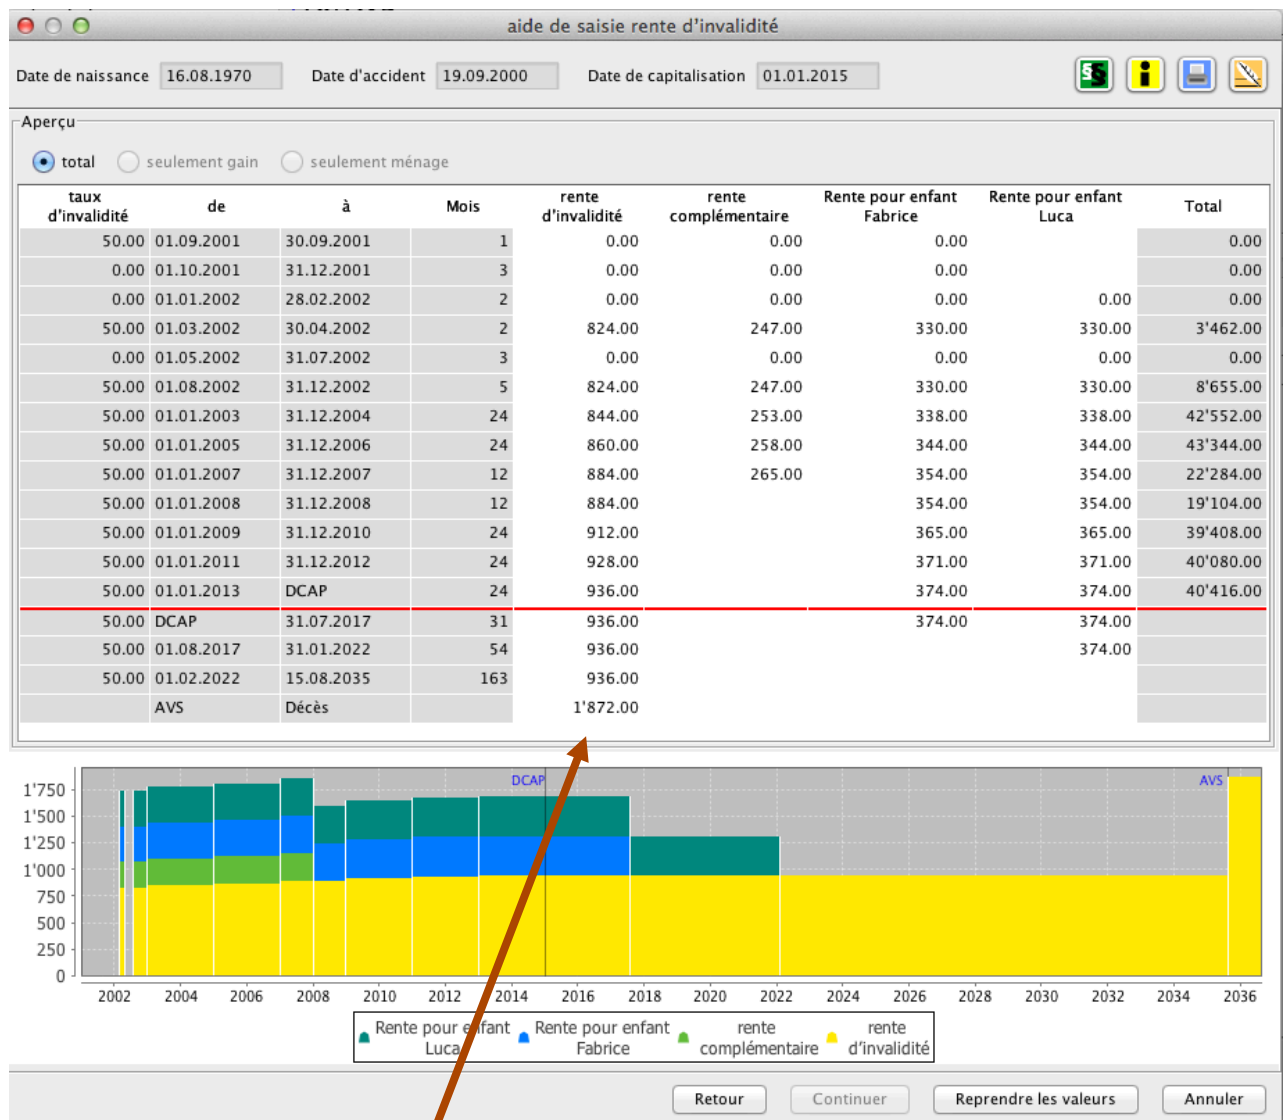 aide de saisie rente d'invalidité
Date de naissance 16.08.1970 Date d'accident 19.09.2000 Date de capitalisation 01.01.2015
Aperçu
total seulement gain seulement ménage
taux d'invalidité de à Mois rente d'invalidité rente complémentaire Rente pour enfant Fabrice Rente pour enfant Luca Total
50.00 01.09.2001 30.09.2001 1 0.00 0.00 0.00 0.00
0.00 01.10.2001 31.12.2001 3 0.00 0.00 0.00 0.00
0.00 01.01.2002 28.02.2002 2 0.00 0.00 0.00 0.00 0.00
50.00 01.03.2002 30.04.2002 2 824.00 247.00 330.00 330.00 3'462.00
0.00 01.05.2002 31.07.2002 3 0.00 0.00 0.00 0.00 0.00
50.00 01.08.2002 31.12.2002 5 824.00 247.00 330.00 330.00 8'655.00
50.00 01.01.2003 31.12.2004 24 844.00 253.00 338.00 338.00 42'552.00
50.00 01.01.2005 31.12.2006 24 860.00 258.00 344.00 344.00 43'344.00
50.00 01.01.2007 31.12.2007 12 884.00 265.00 354.00 354.00 22'284.00
50.00 01.01.2008 31.12.2008 12 884.00 354.00 354.00 19'104.00
50.00 01.01.2009 31.12.2010 24 912.00 365.00 365.00 39'408.00
50.00 01.01.2011 31.12.2012 24 928.00 371.00 371.00 40'080.00
50.00 01.01.2013 DCAP 24 936.00 374.00 374.00 40'416.00
50.00 DCAP 31.07.2017 31 936.00 374.00 374.00
50.00 01.08.2017 31.01.2022 54 936.00 374.00
50.00 01.02.2022 15.08.2035 163 936.00
AVS Décès 1'872.00
DCAP AVS
1'750
1'500
1'250
1'000
750
500
250
0
2002 2004 2006 2008 2010 2012 2014 2016 2018 2020 2022 2024 2026 2028 2030 2032 2034 2036
Rente pour enfant Luca Rente pour enfant Fabrice rente complémentaire rente d'invalidité
Retour Continuer Reprendre les valeurs Annuler